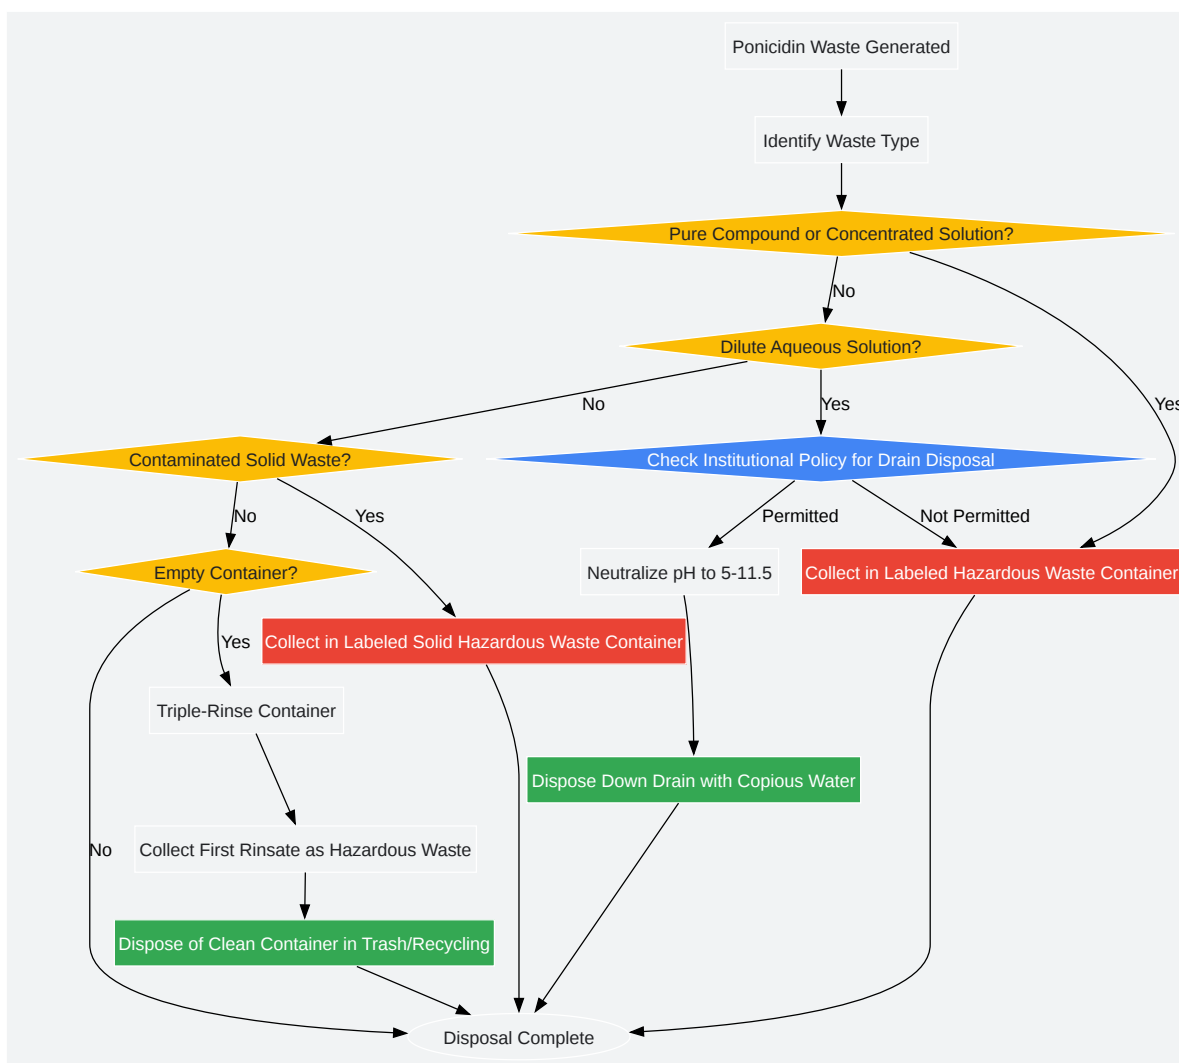 Ponicidin Waste Generated
Identify Waste Type
Pure Compound or Concentrated Solution?
No
Dilute Aqueous Solution?
No
Yes
Yes
Contaminated Solid Waste?
Check Institutional Policy for Drain Disposal
No
Yes
Permitted
Not Permitted
Empty Container?
Neutralize pH to 5-11.5
Collect in Labeled Hazardous Waste Container
Yes
Collect in Labeled Solid Hazardous Waste Container
Triple-Rinse Container
Dispose Down Drain with Copious Water
No
Collect First Rinsate as Hazardous Waste
Dispose of Clean Container in Trash/Recycling
Disposal Complete